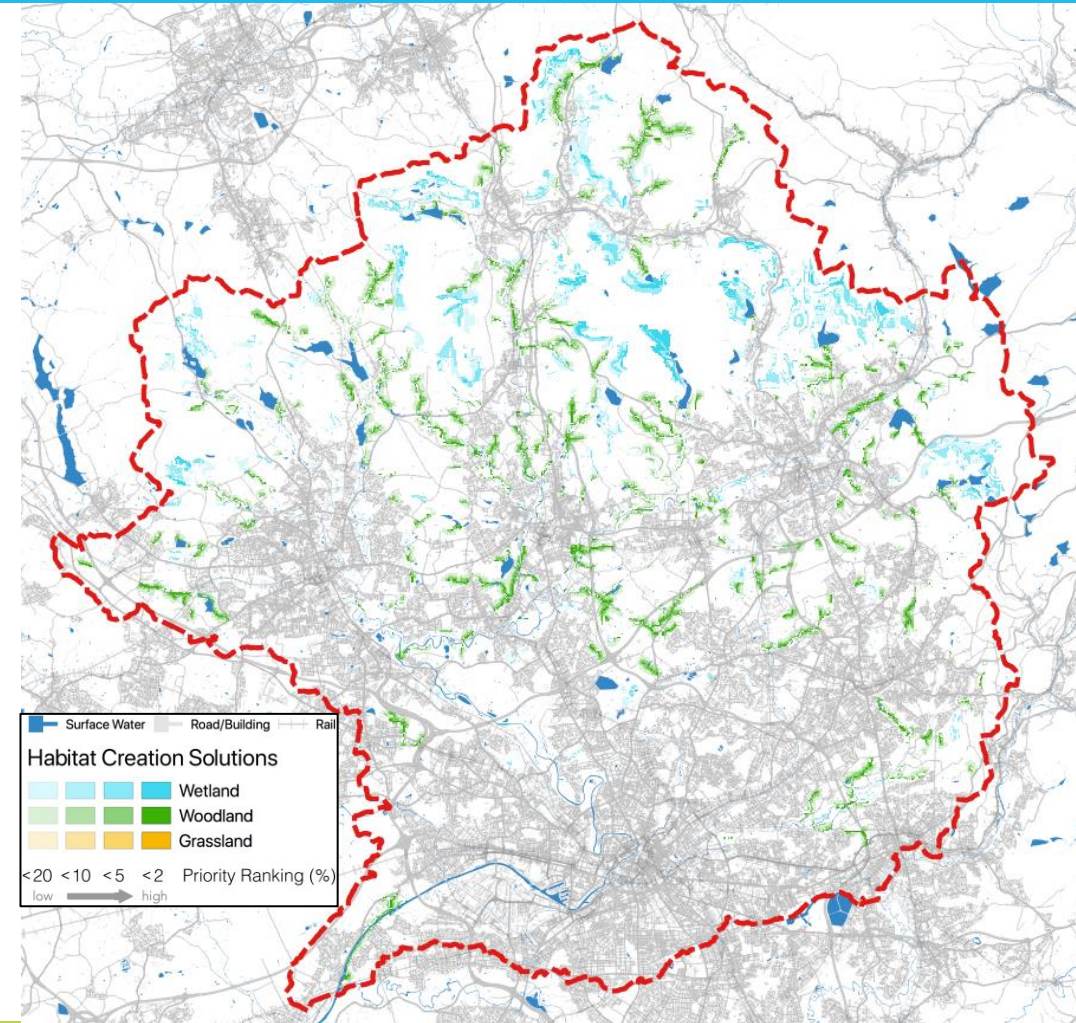 Surface Water Road/Building Rail
Habitat Creation Solutions
Wetland
Woodland
Grassland
<20 <10 <5 <2 Priority Ranking (%)
low high